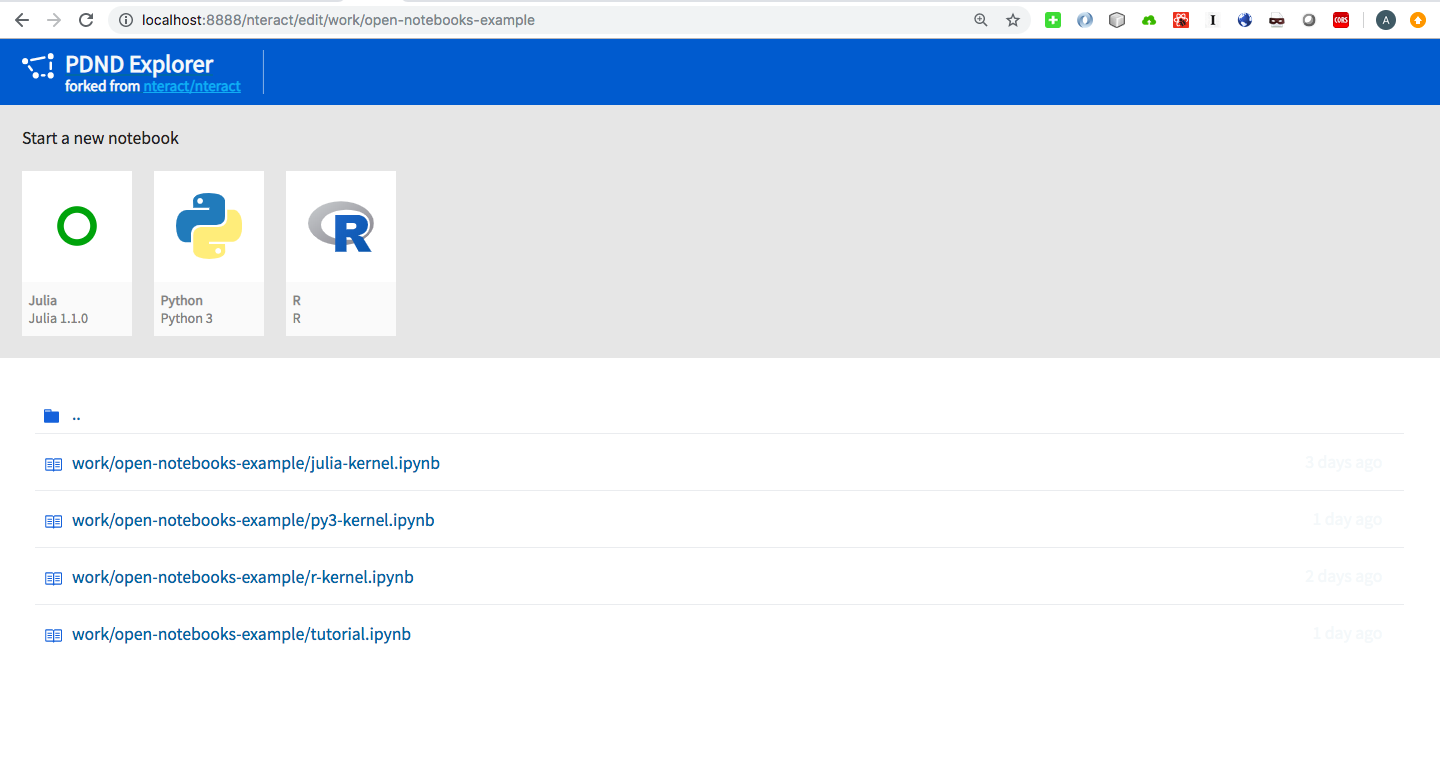 localhost:8888/nteract/edit/work/open-notebooks-example
I
CORS
A
PDND Explorer
forked from nteract/nteract
Start a new notebook
R
Julia
Julia 1.1.0
Python
Python 3
R
R
..
work/open-notebooks-example/julia-kernel.ipynb 3 days ago
work/open-notebooks-example/py3-kernel.ipynb 1 day ago
work/open-notebooks-example/r-kernel.ipynb 2 days ago
work/open-notebooks-example/tutorial.ipynb 1 day ago